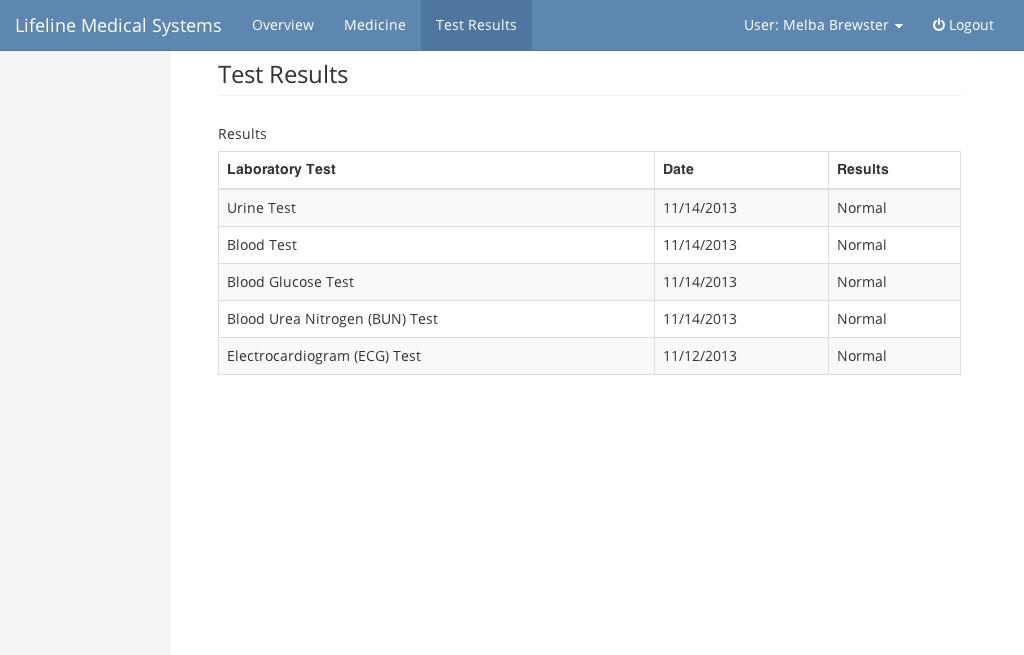 Lifeline Medical Systems Overview Medicine Test Results User: Melba Brewster Logout
Test Results
Results
Laboratory Test Date Results
Urine Test 11/14/2013 Normal
Blood Test 11/14/2013 Normal
Blood Glucose Test 11/14/2013 Normal
Blood Urea Nitrogen (BUN) Test 11/14/2013 Normal
Electrocardiogram (ECG) Test 11/12/2013 Normal